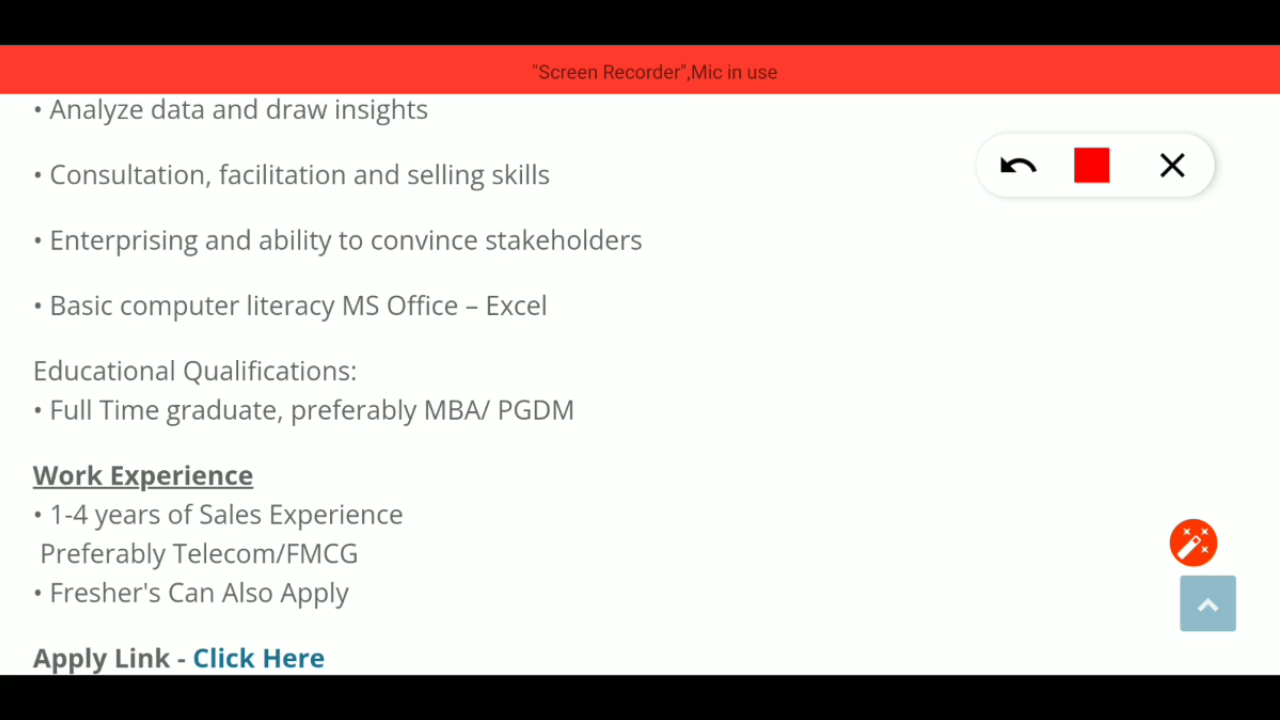 "Screen Recorder",Mic in use
• Analyze data and draw insights
• Consultation, facilitation and selling skills
• Enterprising and ability to convince stakeholders
• Basic computer literacy MS Office – Excel
Educational Qualifications:
• Full Time graduate, preferably MBA/ PGDM
Work Experience
• 1-4 years of Sales Experience
Preferably Telecom/FMCG
• Fresher's Can Also Apply
Apply Link - Click Here